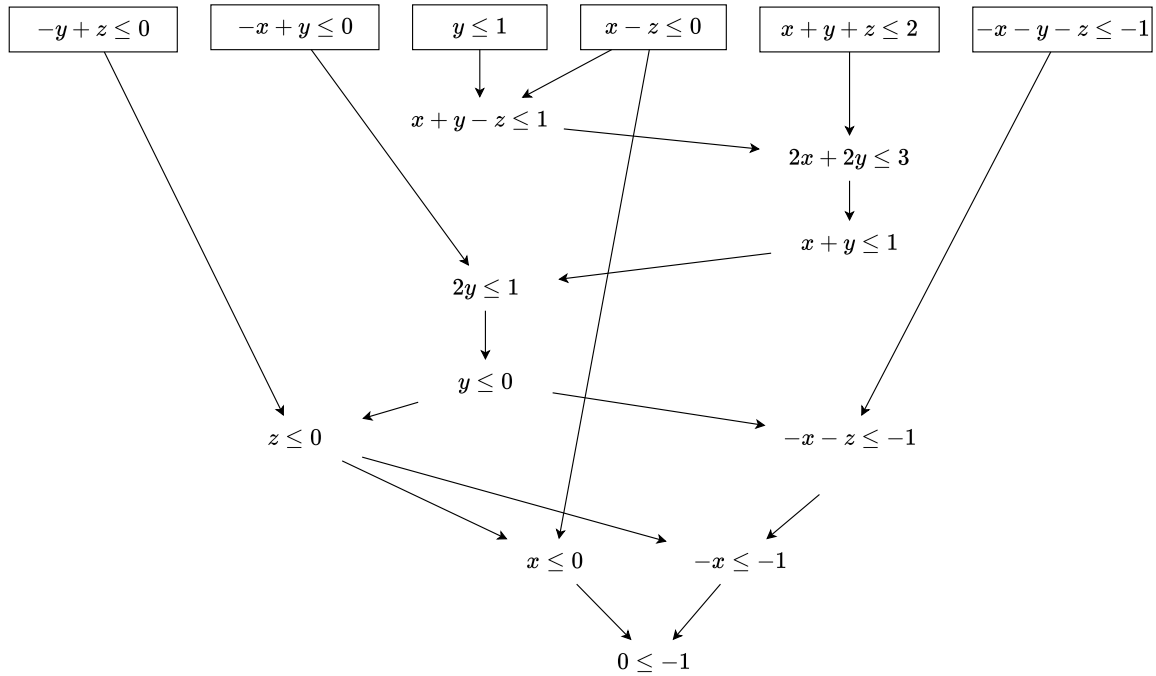 −y + z ≤ 0
−x + y ≤ 0
y ≤ 1
x − z ≤ 0
x + y + z ≤ 2
−x − y − z ≤ −1
x + y − z ≤ 1
2x + 2y ≤ 3
x + y ≤ 1
2y ≤ 1
y ≤ 0
z ≤ 0
−x − z ≤ −1
x ≤ 0
−x ≤ −1
0 ≤ −1